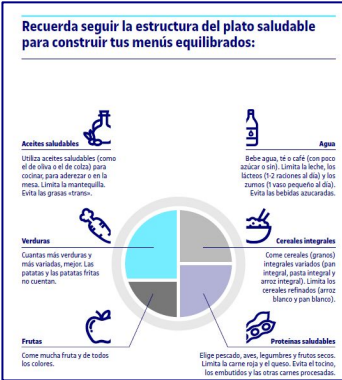 Recuerda seguir la estructura del plato saludable
para construir tus menús equilibrados:
Aceites saludables
Utiliza aceites saludables (como
el de oliva o el de colza) para
cocinar, para aderezar o en la
mesa. Limita la mantequilla.
Evita las grasas «trans».
Agua
Bebe agua, té o café (con poco
azúcar o sin). Limita la leche, los
lácteos (1-2 raciones al día) y los
zumos (1 vaso pequeño al día).
Evita las bebidas azucaradas.
Verduras
Cuantas más verduras y
más variadas, mejor. Las
patatas y las patatas fritas
no cuentan.
Cereales integrales
Come cereales (granos)
integrales variados (pan
integral, pasta integral y
arroz integral). Limita los
cereales refinados (arroz
blanco y pan blanco).
Frutas
Come mucha fruta y de todos
los colores.
Proteínas saludables
Elige pescado, aves, legumbres y frutos secos.
Limita la carne roja y el queso. Evita el tocino,
los embutidos y las otras carnes procesadas.